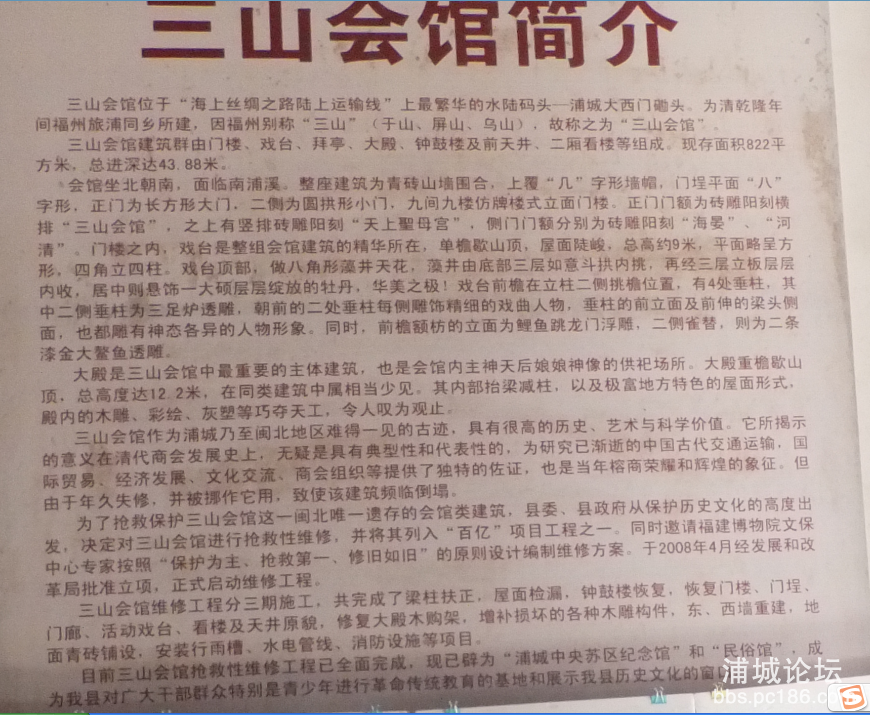 三山会馆简介
三山会馆位于“海上丝绸之路陆上运输线”上最繁华的水陆码头—浦城大西门勵头。为清乾隆年
间福州旅浦同乡所建，因福州别称“三山”（于山、屏山、乌山），故称之为“三山会馆”。
三山会馆建筑群由门楼、戏台、拜亭、大殿、钟鼓楼及前天井、二厢看楼等组成。现存面积822平
方米，总进深达43.88米。
会馆坐北朝南，面临南浦溪。整座建筑为青砖山墙围合，上覆“几”字形墙帽，门埕平面“八”
字形，正门为长方形大门，二侧为圆拱形小门，九间九楼仿牌楼式立面门楼。正门门额为砖雕阳刻横
排“三山会馆”，之上有竖排砖雕阳刻“天上聖母宫”，侧门门额分别为砖雕阳刻“海晏”、“河
清”。门楼之内，戏台是整组会馆建筑的精华所在，单檐歇山顶，屋面陡峻，总高约9米，平面略呈方
形，四角立四柱。戏台顶部，做八角形藻井天花，藻井由底部三层如意斗拱内挑，再经三层立板层层
内收，居中则悬饰一大硕层层绽放的牡丹，华美之极！戏台前檐在立柱二侧挑檐位置，有4处垂柱，其
中二侧垂柱为三足炉透雕，朝前的二处垂柱每侧雕饰精细的戏曲人物，垂柱的前立面及前伸的梁头侧
面，也都雕有神态各异的人物形象。同时，前檐额枋的立面为鲤鱼跳龙门浮雕，二侧雀替，则为二条
漆金大鳌鱼透雕。
大殿是三山会馆中最重要的主体建筑，也是会馆内主神天后娘娘神像的供祀场所。大殿重檐歇山
顶，总高度达12.2米，在同类建筑中属相当少见。其内部抬梁减柱，以及极富地方特色的屋面形式，
殿内的木雕、彩绘、灰塑等巧夺天工，令人叹为观止。
三山会馆作为浦城乃至闽北地区难得一见的古迹，具有很高的历史、艺术与科学价值。它所揭示
的意义在清代商会发展史上，无疑是具有典型性和代表性的，为研究已渐逝的中国古代交通运输，国
际贸易、经济发展、文化交流、商会组织等提供了独特的佐证，也是当年榕商荣耀和辉煌的象征。但
由于年久失修，并被挪作它用，致使该建筑频临倒塌。
为了抢救保护三山会馆这一闽北唯一遗存的会馆类建筑，县委、县政府从保护历史文化的高度出
发，决定对三山会馆进行抢救性维修，并将其列入“百亿”项目工程之一。同时邀请福建博物院文保
中心专家按照“保护为主、抢救第一、修旧如旧”的原则设计编制维修方案。于2008年4月经发展和改
革局批准立项，正式启动维修工程。
三山会馆维修工程分三期施工，共完成了梁柱扶正，屋面检漏，钟鼓楼恢复，恢复门楼、门埕、
门廊、活动戏台、看楼及天井原貌，修复大殿木购架，增补损坏的各种木雕构件，东、西墙重建，地
面青砖铺设，安装行雨槽、水电管线、消防设施等项目。
目前三山会馆抢救性维修工程已全面完成，现已辟为“浦城中央苏区纪念馆”和“民俗馆”，成
为我县对广大干部群众特别是青少年进行革命传统教育的基地和展示我县历史文化的窗口
浦城论坛
bbs.pc186.c
S